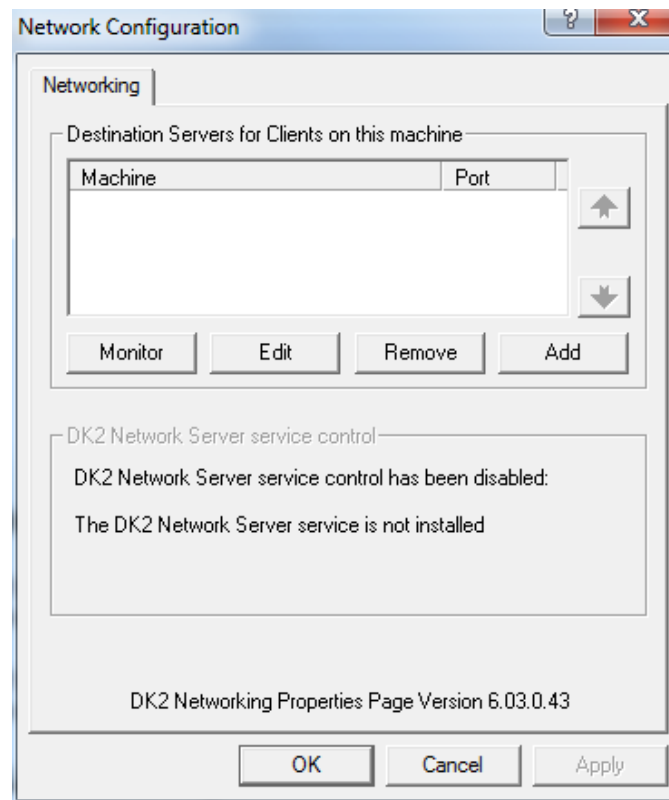 Network Configuration
Networking
Destination Servers for Clients on this machine
Machine Port
Monitor Edit Remove Add
DK2 Network Server service control
DK2 Network Server service control has been disabled:
The DK2 Network Server service is not installed
DK2 Networking Properties Page Version 6.03.0.43
OK Cancel Apply